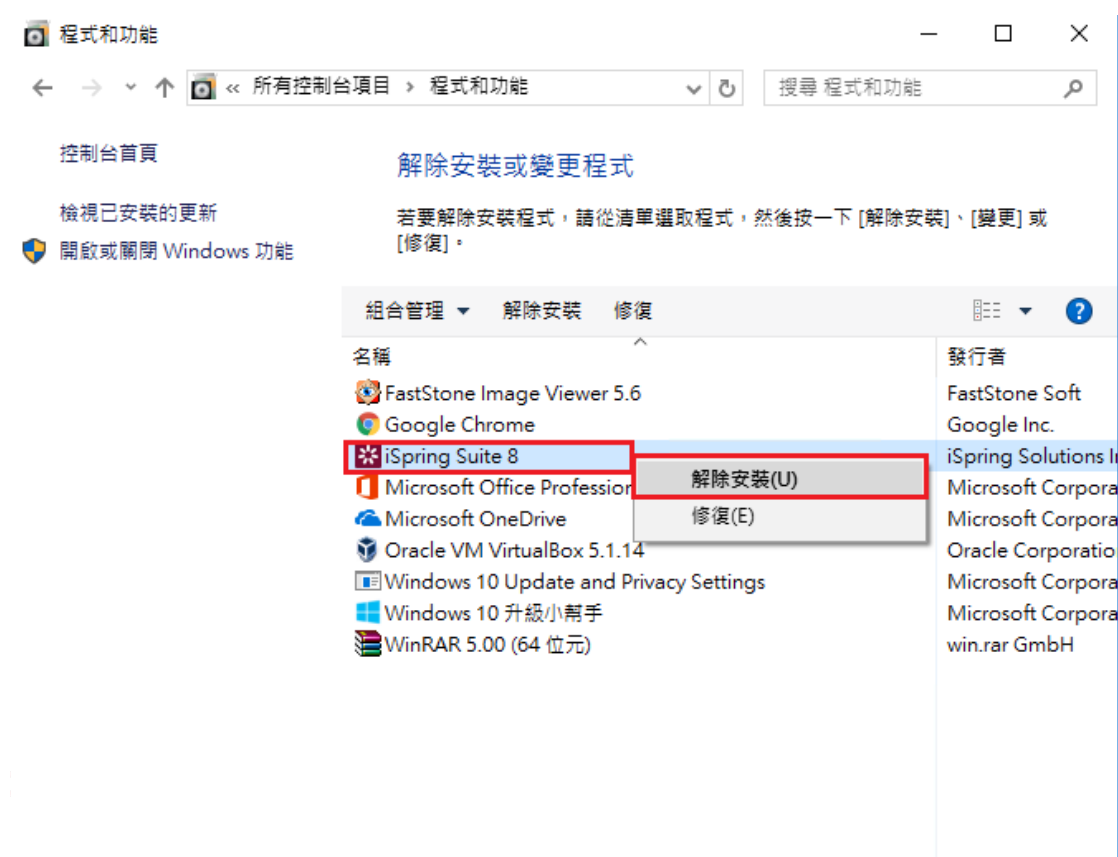 程式和功能
« 所有控制台項目 › 程式和功能
搜尋 程式和功能
控制台首頁
檢視已安裝的更新
開啟或關閉 Windows 功能
解除安裝或變更程式
若要解除安裝程式，請從清單選取程式，然後按一下 [解除安裝]、[變更] 或
[修復]。
組合管理 解除安裝 修復
名稱 發行者
FastStone Image Viewer 5.6 FastStone Soft
Google Chrome Google Inc.
iSpring Suite 8 iSpring Solutions
解除安裝(U)
Microsoft Office Microsoft
修復(E)
Microsoft OneDrive Microsoft
Oracle VM VirtualBox 5.1.14 Oracle
Windows 10 Update and Privacy Settings Microsoft
Windows 10 升級小幫手 Microsoft
WinRAR 5.00 (64 位元) win.rar GmbH